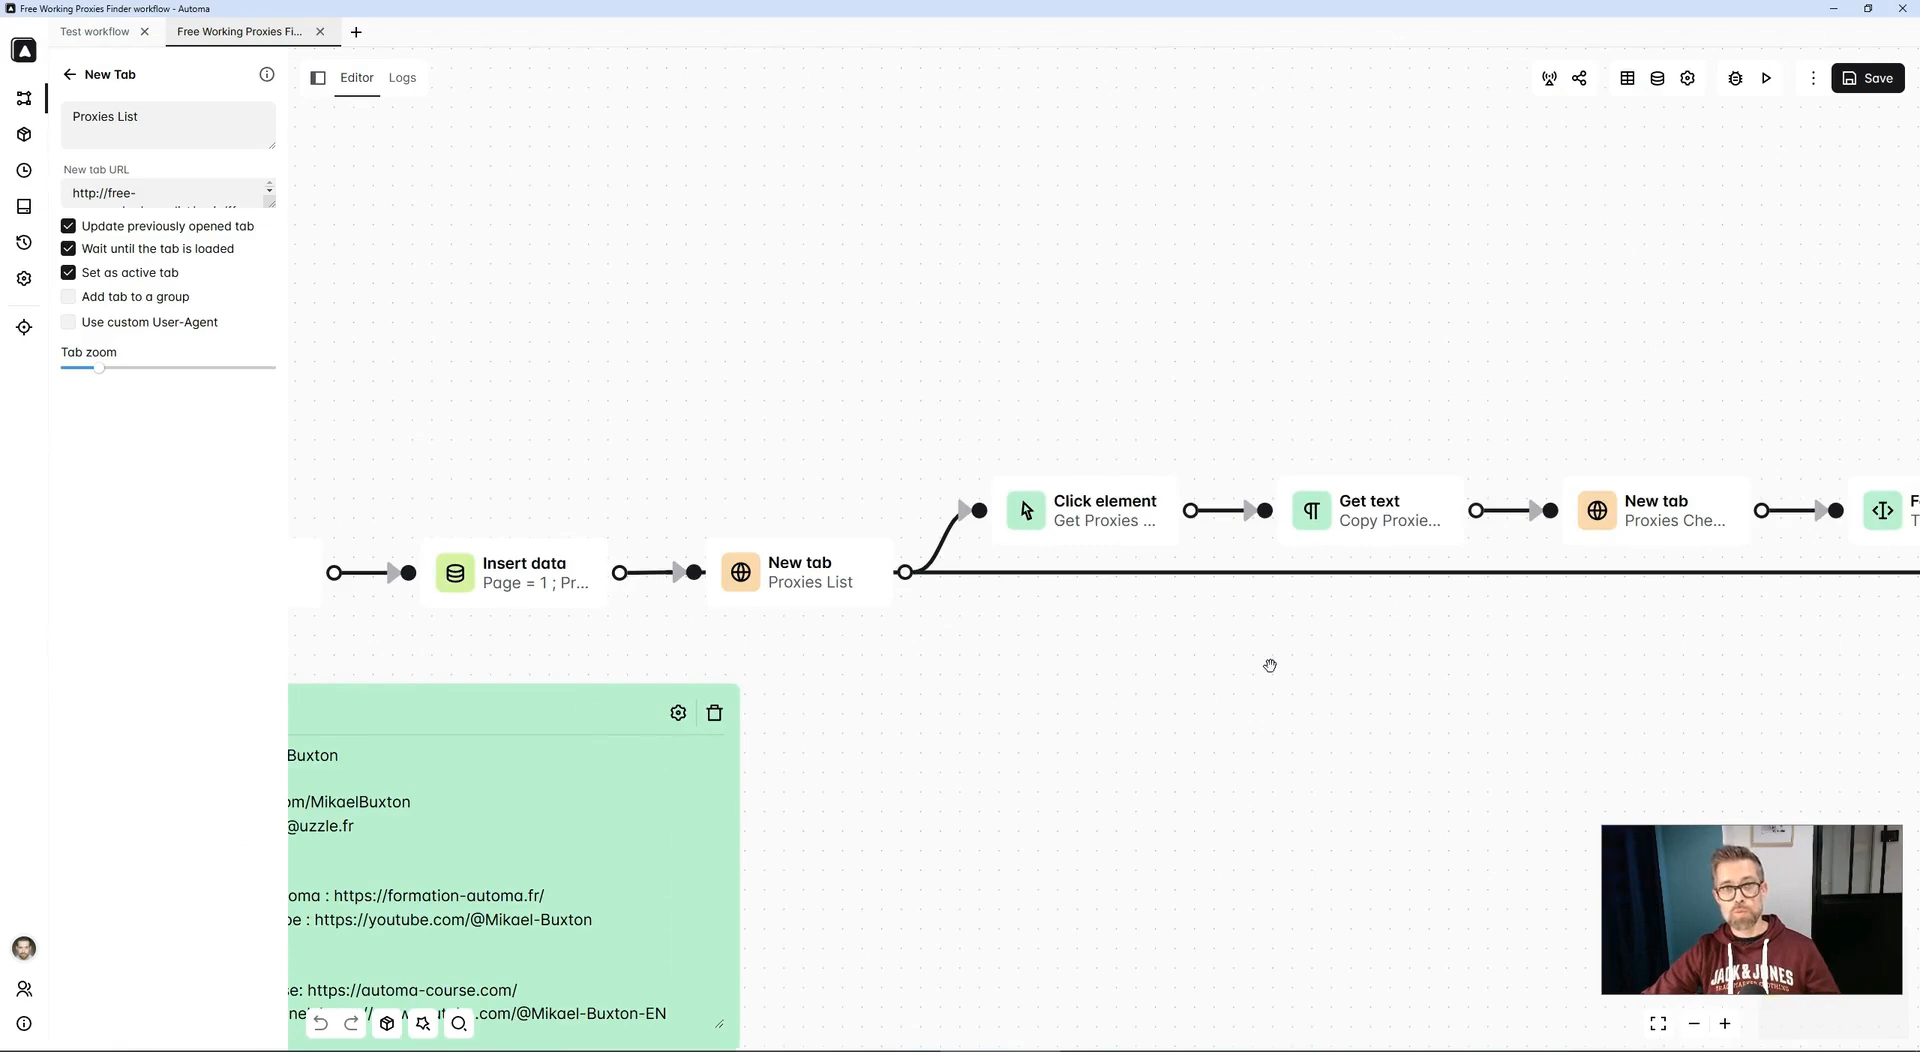 Free Working Proxies Finder workflow - Automa
Test workflow
Free Working Proxies Fi...
New Tab
Editor
Logs
Save
Proxies List
New tab URL
http://free-
Update previously opened tab
Wait until the tab is loaded
Set as active tab
Add tab to a group
Use custom User-Agent
Tab zoom
Click element
Get Proxies ...
Get text
Copy Proxie...
New tab
Proxies Che...
Insert data
Page = 1 ; Pr...
New tab
Proxies List
Buxton
om/MikaelBuxton
@uzzle.fr
oma : https://formation-automa.fr/
be : https://youtube.com/@Mikael-Buxton
se: https://automa-course.com/
.com/@Mikael-Buxton-EN
JACK & JONES